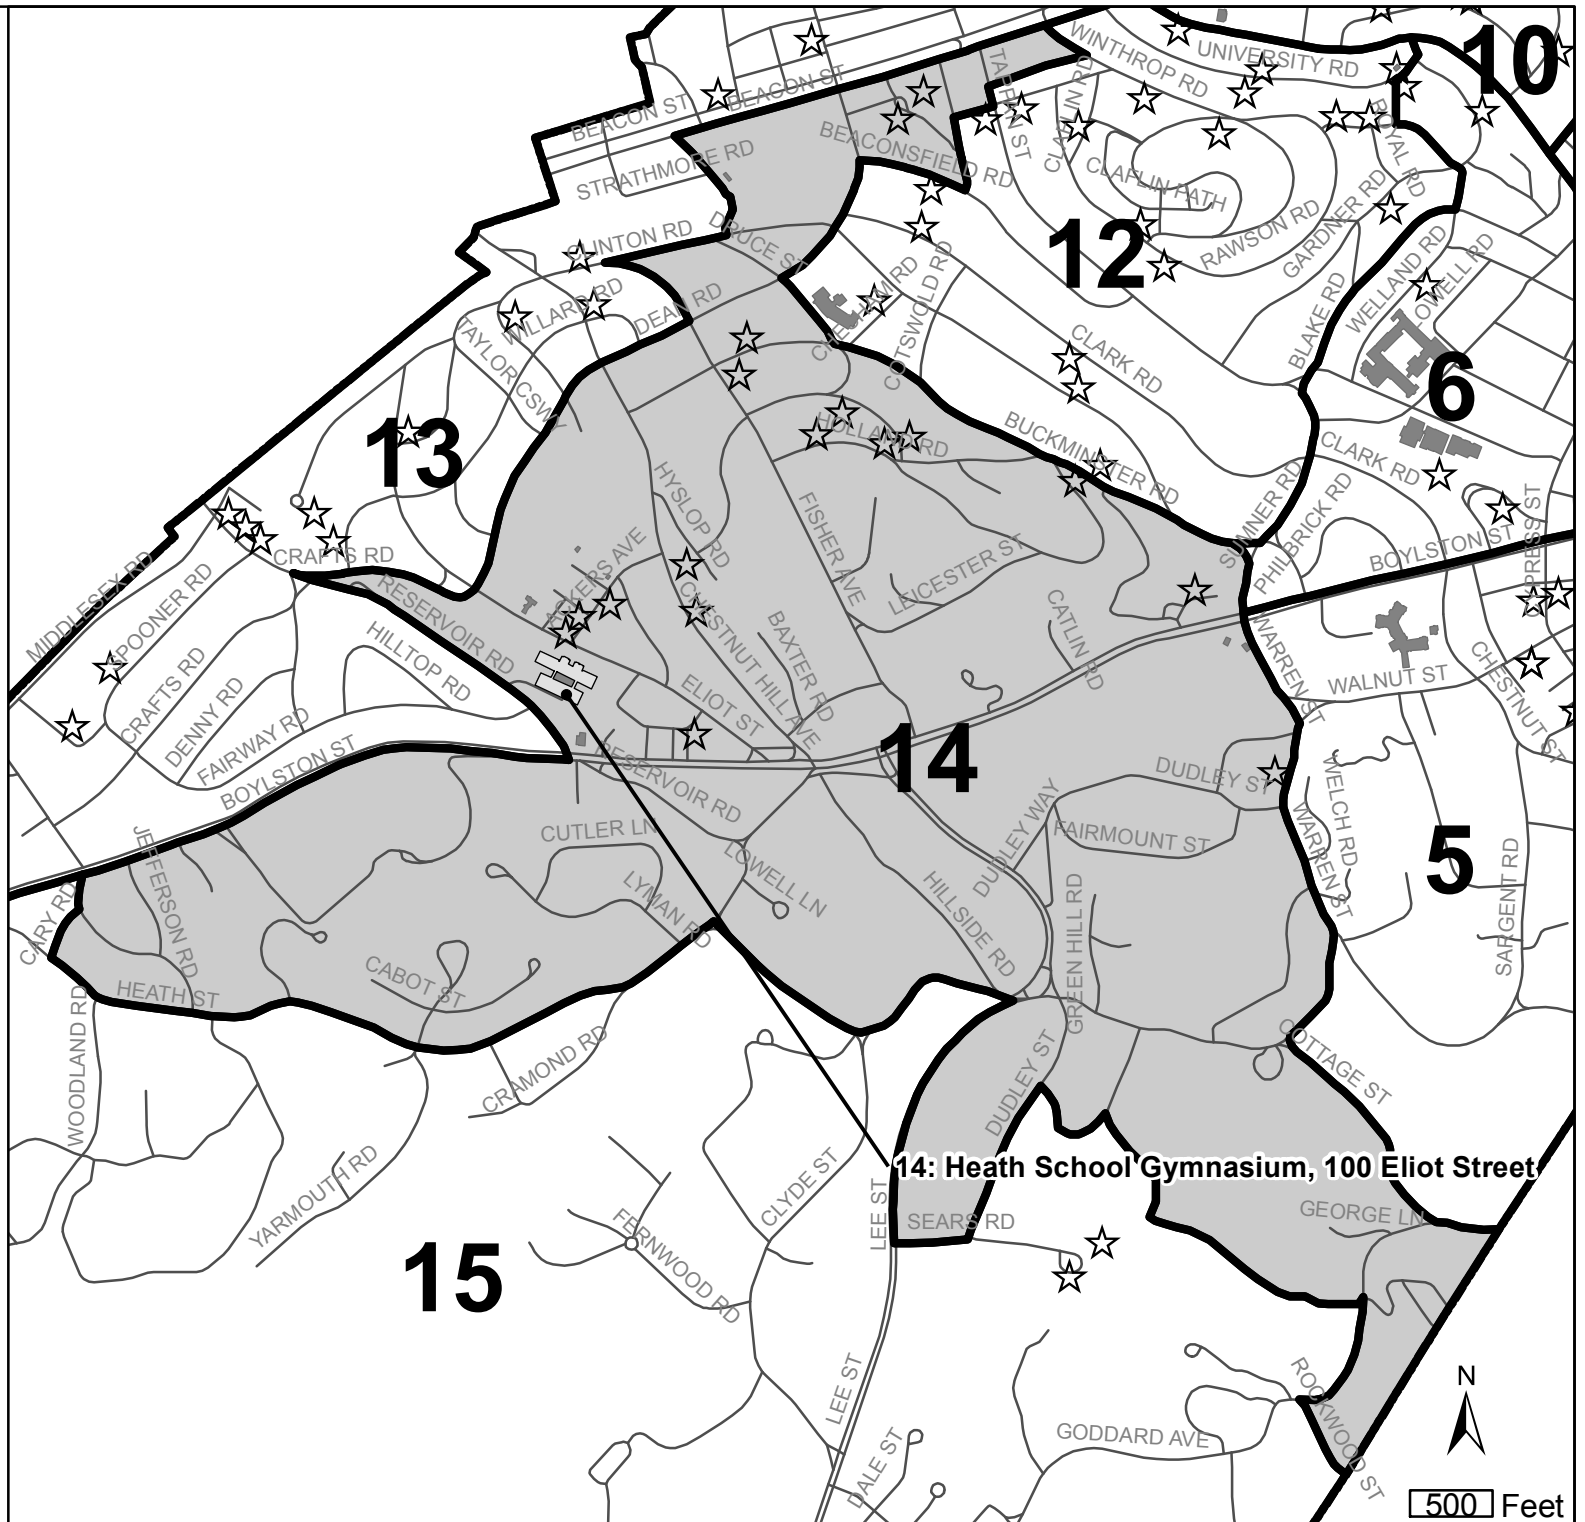 10
UNIVERSITY RD
WINTHROP RD
TAPPAN ST
CLAFLIN RD
BEACON ST
BEACON ST
BEACONSFIELD RD
STRATHMORE RD
CLAFLIN PATH
ROYAL RD
RAWSON RD
GARDNER RD
12
CLINTON RD
DRUCE ST
DEAN RD
WILLARD RD
TAYLOR CSWY
CHESHAM RD
COTSWOLD RD
CLARK RD
BLAKE RD
WELLAND RD
LOWELL RD
6
13
HOLLAND RD
BUCKMINSTER RD
CLARK RD
SUMNER RD
PHILBRICK RD
BOYLSTON ST
CYPRESS ST
HYSLOP RD
FISHER AVE
LEICESTER ST
MIDDLESEX RD
SPOONER RD
CRAFTS RD
RESERVOIR RD
ACKERS AVE
CHESTNUT HILL AVE
BAXTER RD
CATLIN RD
WARREN ST
WALNUT ST
CHESTNUT ST
CRAFTS RD
DENNY RD
HILLTOP RD
FAIRWAY RD
BOYLSTON ST
ELIOT ST
RESERVOIR RD
14
DUDLEY ST
WELCH RD
WARREN ST
5
SARGENT RD
DUDLEY WAY
FAIRMOUNT ST
CUTLER LN
LOWELL LN
LYMAN RD
HILLSIDE RD
GREEN HILL RD
JEFFERSON RD
CARY RD
HEATH ST
CABOT ST
WOODLAND RD
CRAMOND RD
YARMOUTH RD
DUDLEY ST
COTTAGE ST
14: Heath School Gymnasium, 100 Eliot Street
CLYDE ST
LEE ST
SEARS RD
GEORGE LN
15
FERNWOOD RD
LEE ST
DALE ST
GODDARD AVE
ROCKWOOD ST
N
500 Feet